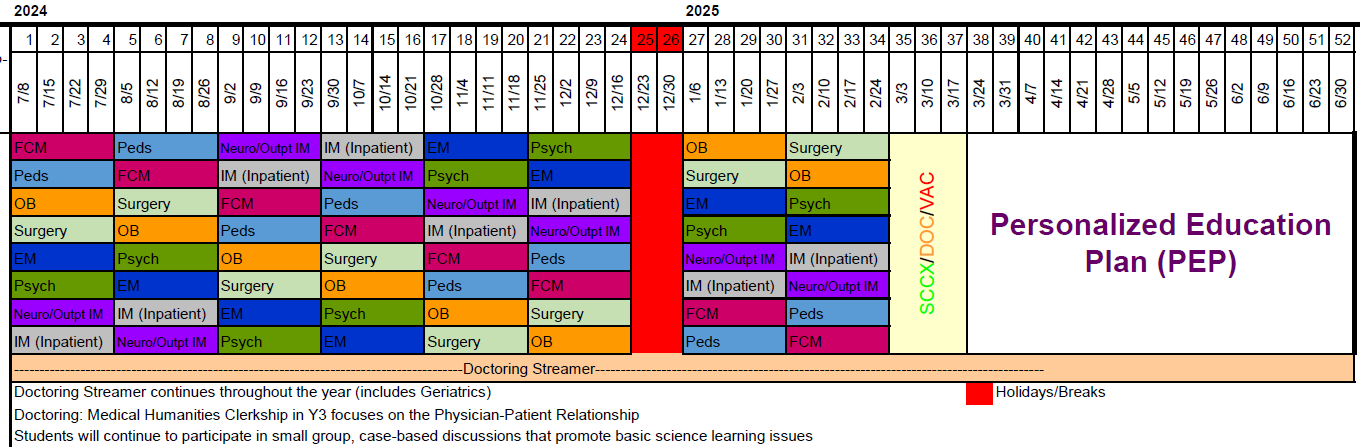 2024 2025
1 2 3 4 5 6 7 8 9 10 11 12 13 14 15 16 17 18 19 20 21 22 23 24 25 26 27 28 29 30 31 32 33 34 35 36 37 38 39 40 41 42 43 44 45 46 47 48 49 50 51 52
7/8 7/15 7/22 7/29 8/5 8/12 8/19 8/26 9/2 9/9 9/16 9/23 9/30 10/7 10/14 10/21 10/28 11/4 11/11 11/18 11/25 12/2 12/9 12/16 12/23 12/30 1/6 1/13 1/20 1/27 2/3 2/10 2/24 3/3 3/10 3/17 3/24 3/31 4/7 4/14 4/21 4/28 5/5 5/12 5/19 5/26 6/2 6/9 6/16 6/23 6/30
FCM Peds Neuro/Outpt IM IM (Inpatient) EM Psych OB Surgery
Peds FCM IM (Inpatient) Neuro/Outpt IM Psych EM Surgery OB
OB Surgery FCM Peds Neuro/Outpt IM IM (Inpatient) EM Psych
Surgery OB Peds FCM IM (Inpatient) Neuro/Outpt IM Psych EM
EM Psych OB Surgery FCM Peds Neuro/Outpt IM IM (Inpatient)
Psych EM Surgery OB Peds FCM IM (Inpatient) Neuro/Outpt IM
Neuro/Outpt IM IM (Inpatient) EM Psych OB Surgery FCM Peds
IM (Inpatient) Neuro/Outpt IM Psych EM Surgery OB Peds FCM
SCCX/DOC/VAC
Personalized Education
Plan (PEP)
Doctoring Streamer
Doctoring Streamer continues throughout the year (includes Geriatrics)
Holidays/Breaks
Doctoring: Medical Humanities Clerkship in Y3 focuses on the Physician-Patient Relationship
Students will continue to participate in small group, case-based discussions that promote basic science learning issues